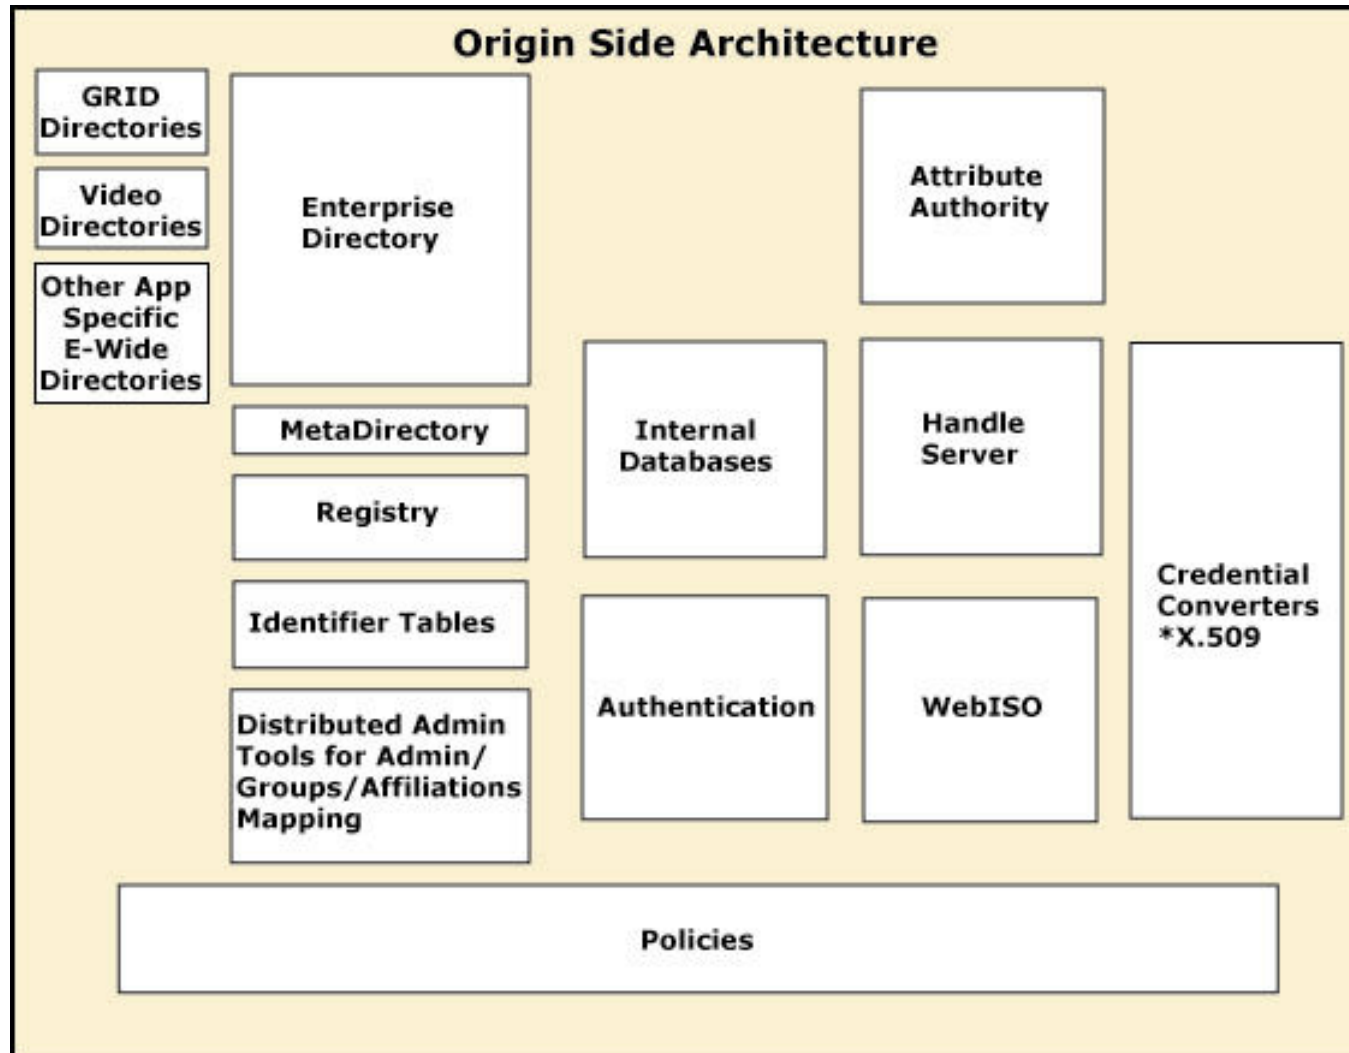 Origin Side Architecture
GRID
Directories
Video
Directories
Other App
Specific
E-Wide
Directories
Enterprise
Directory
MetaDirectory
Registry
Identifier Tables
Distributed Admin
Tools for Admin/
Groups/Affiliations
Mapping
Internal
Databases
Authentication
Attribute
Authority
Handle
Server
WebISO
Credential
Converters
*X.509
Policies